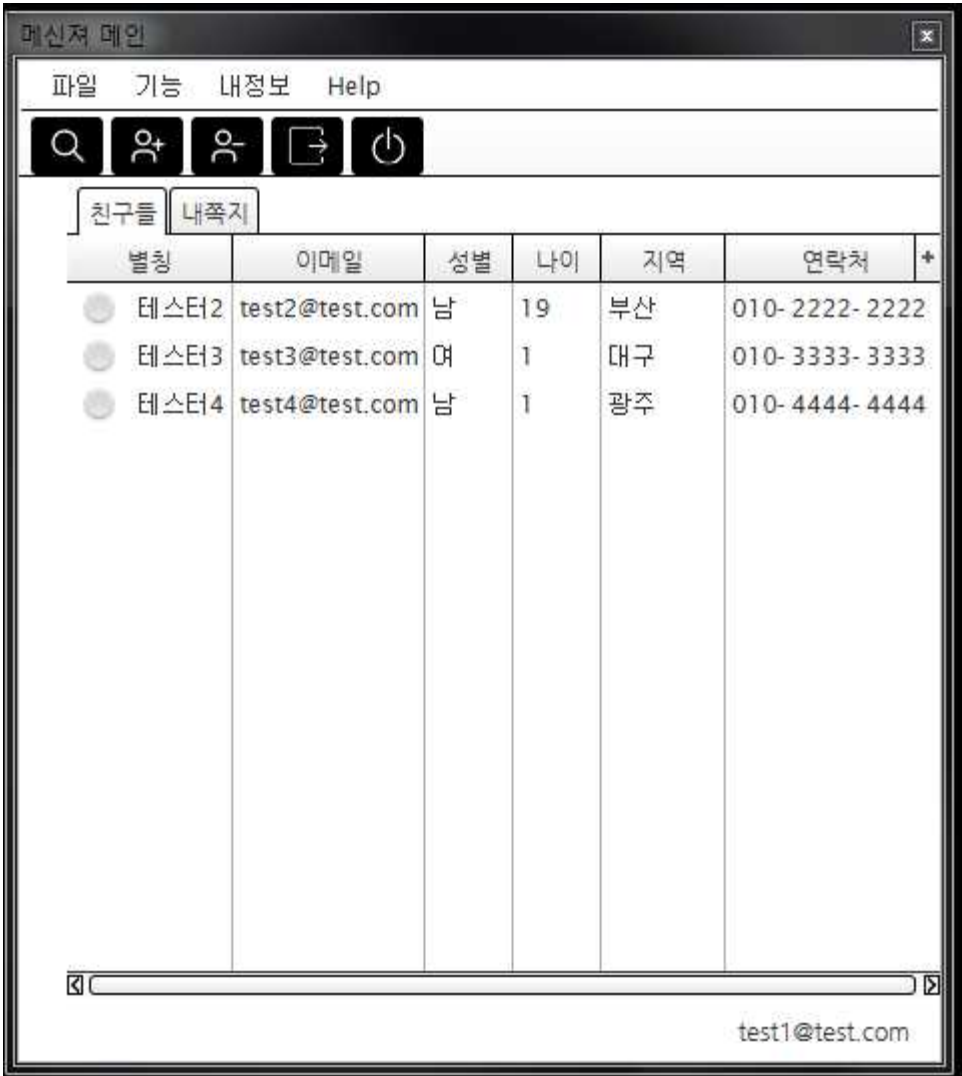 메신져 메인
파일 기능 내정보 Help
친구들 내쪽지
별칭 이메일 성별 나이 지역 연락처 +
테스터2 test2@test.com 남 19 부산 010-2222-2222
테스터3 test3@test.com 여 1 대구 010-3333-3333
테스터4 test4@test.com 남 1 광주 010-4444-4444
test1@test.com